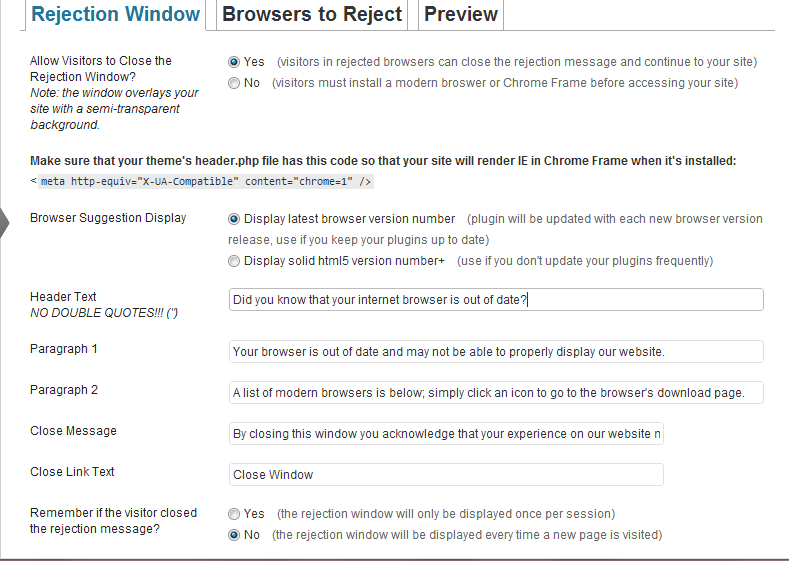 Rejection Window Browsers to Reject Preview
Allow Visitors to Close the
Rejection Window?
Note: the window overlays your
site with a semi-transparent
background.
Yes (visitors in rejected browsers can close the rejection message and continue to your site)
No (visitors must install a modern broswer or Chrome Frame before accessing your site)
Make sure that your theme's header.php file has this code so that your site will render IE in Chrome Frame when it's installed:
< meta http-equiv="X-UA-Compatible" content="chrome=1" />
Browser Suggestion Display
Display latest browser version number (plugin will be updated with each new browser version
release, use if you keep your plugins up to date)
Display solid html5 version number+ (use if you don't update your plugins frequently)
Header Text
NO DOUBLE QUOTES!!! (")
Did you know that your internet browser is out of date?
Paragraph 1
Your browser is out of date and may not be able to properly display our website.
Paragraph 2
A list of modern browsers is below; simply click an icon to go to the browser's download page.
Close Message
By closing this window you acknowledge that your experience on our website
Close Link Text
Close Window
Remember if the visitor closed
the rejection message?
Yes (the rejection window will only be displayed once per session)
No (the rejection window will be displayed every time a new page is visited)